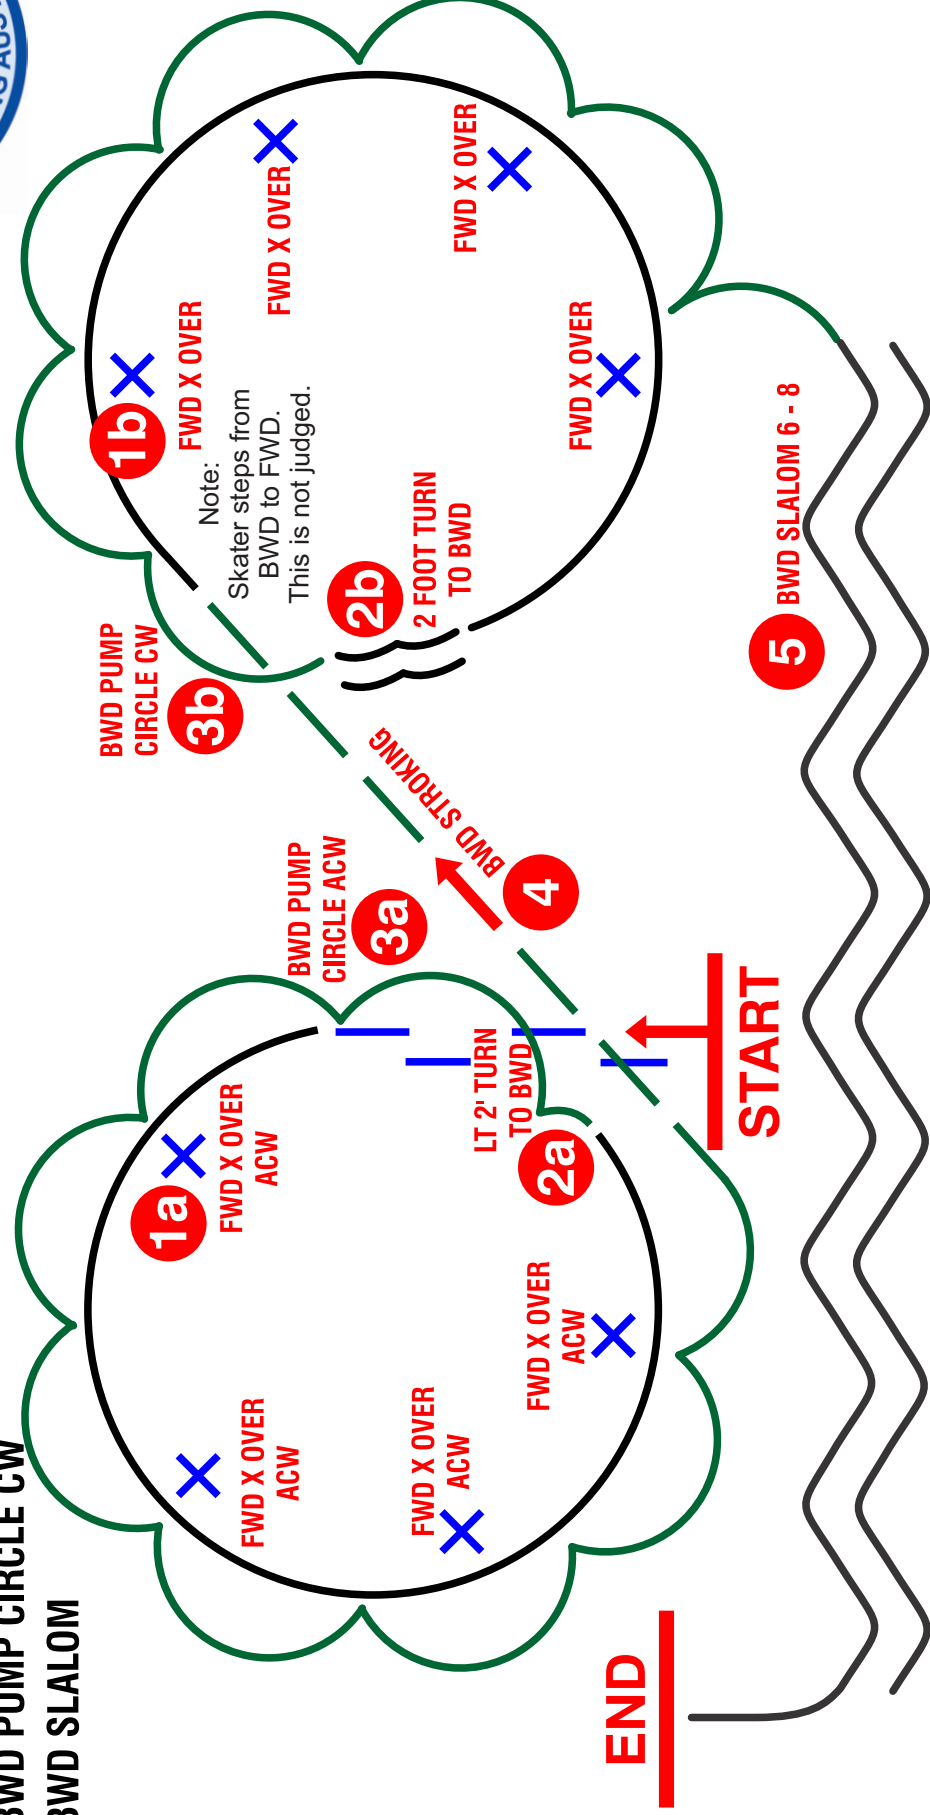 BWD PUMP CIRCLE CW
BWD SLALOM
1a
FWD X OVER
ACW
FWD X OVER
ACW
FWD X OVER
ACW
FWD X OVER
ACW
2a
LT 2' TURN
TO BWD
BWD PUMP
CIRCLE ACW
3a
4
BWD STROKING
BWD PUMP
CIRCLE CW
3b
1b
FWD X OVER
FWD X OVER
FWD X OVER
FWD X OVER
Note:
Skater steps from
BWD to FWD.
This is not judged.
2b
2 FOOT TURN
TO BWD
5
BWD SLALOM 6 - 8
START
END